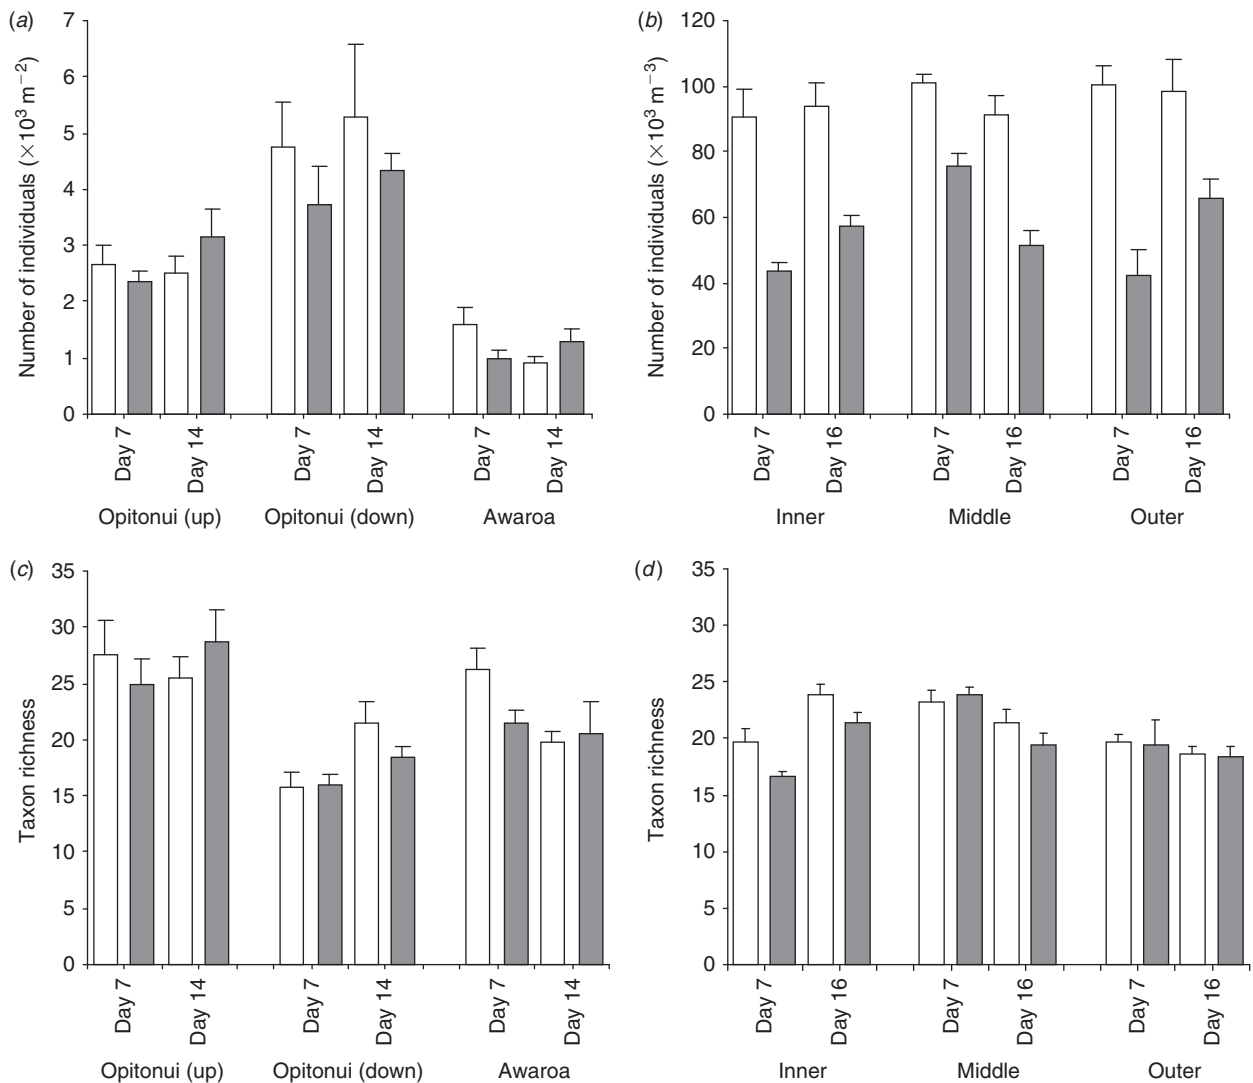 (a)
Number of individuals (×10³ m⁻²)
7
6
5
4
3
2
1
0
Day 7
Day 14
Day 7
Day 14
Day 7
Day 14
Opitonui (up)
Opitonui (down)
Awaroa
(b)
Number of individuals (×10³ m⁻³)
120
100
80
60
40
20
0
Day 7
Day 16
Day 7
Day 16
Day 7
Day 16
Inner
Middle
Outer
(c)
Taxon richness
35
30
25
20
15
10
5
0
Day 7
Day 14
Day 7
Day 14
Day 7
Day 14
Opitonui (up)
Opitonui (down)
Awaroa
(d)
Taxon richness
35
30
25
20
15
10
5
0
Day 7
Day 16
Day 7
Day 16
Day 7
Day 16
Inner
Middle
Outer